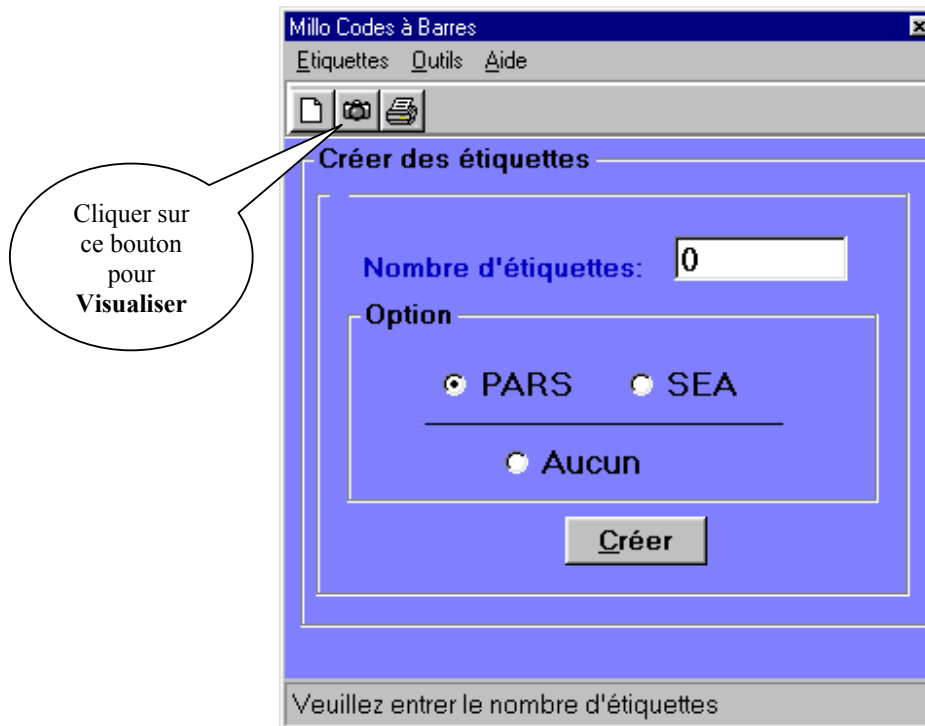 Millo Codes à Barres
Etiquettes Outils Aide
Créer des étiquettes
Cliquer sur
ce bouton
pour
Visualiser
Nombre d'étiquettes: 0
Option
PARS SEA
Aucun
Créer
Veuillez entrer le nombre d'étiquettes